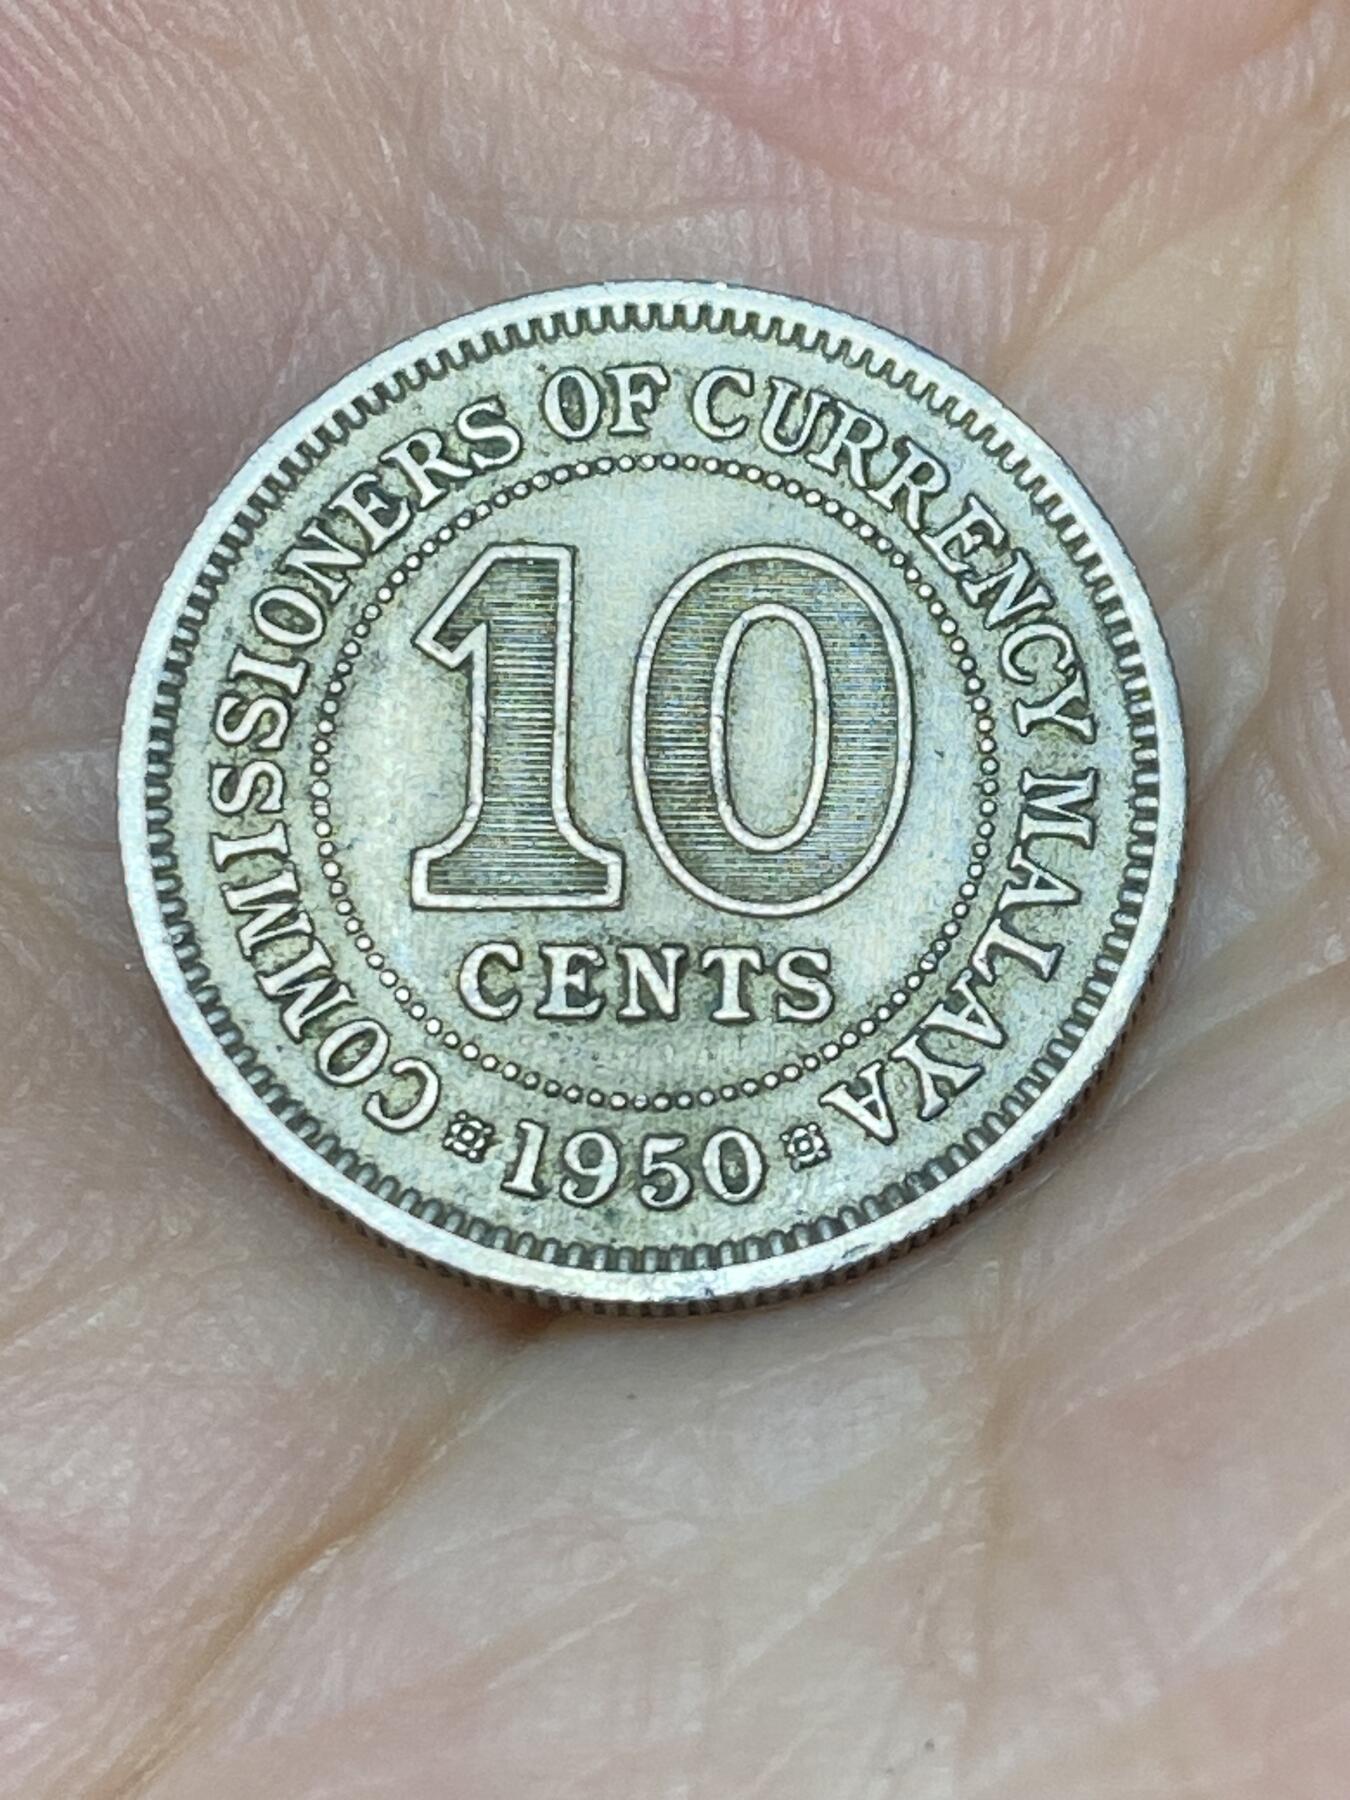 COMMISSIONERS OF CURRENCY MALAYA
10
CENTS
1950